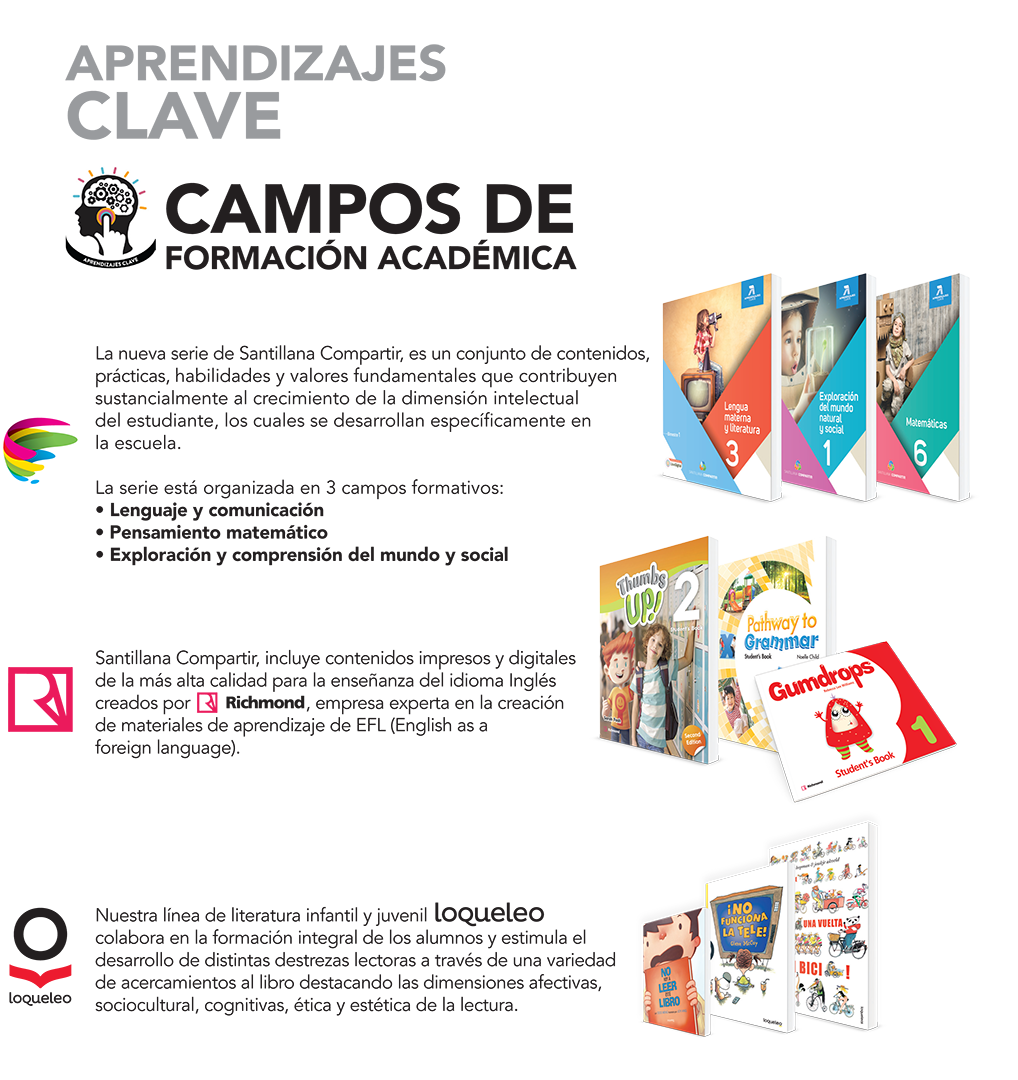 APRENDIZAJES
CLAVE
CAMPOS DE
FORMACIÓN ACADÉMICA
APRENDIZAJES CLAVE
La nueva serie de Santillana Compartir, es un conjunto de contenidos,
prácticas, habilidades y valores fundamentales que contribuyen
sustancialmente al crecimiento de la dimensión intelectual
del estudiante, los cuales se desarrollan específicamente en
la escuela.
La serie está organizada en 3 campos formativos:
• Lenguaje y comunicación
• Pensamiento matemático
• Exploración y comprensión del mundo y social
Lengua
materna
y literatura
3
Exploración
del mundo
natural
y social
1
Matemáticas
6
Santillana Compartir, incluye contenidos impresos y digitales
de la más alta calidad para la enseñanza del idioma Inglés
creados por Richmond, empresa experta en la creación
de materiales de aprendizaje de EFL (English as a
foreign language).
Thumbs
UP!
2
Student's Book
Second
Edition
Pathway to
Grammar
Student's Book
Noelle Child
Gumdrops
Student's Book
1
Richmond
Nuestra línea de literatura infantil y juvenil loqueleo
colabora en la formación integral de los alumnos y estimula el
desarrollo de distintas destrezas lectoras a través de una variedad
de acercamientos al libro destacando las dimensiones afectivas,
sociocultural, cognitivas, ética y estética de la lectura.
loqueleo
NO
LEER
LIBRO
¡NO
FUNCIONA
LA TELE!
Glenn McCoy
loqueleo
UNA VUELTA
BICI !